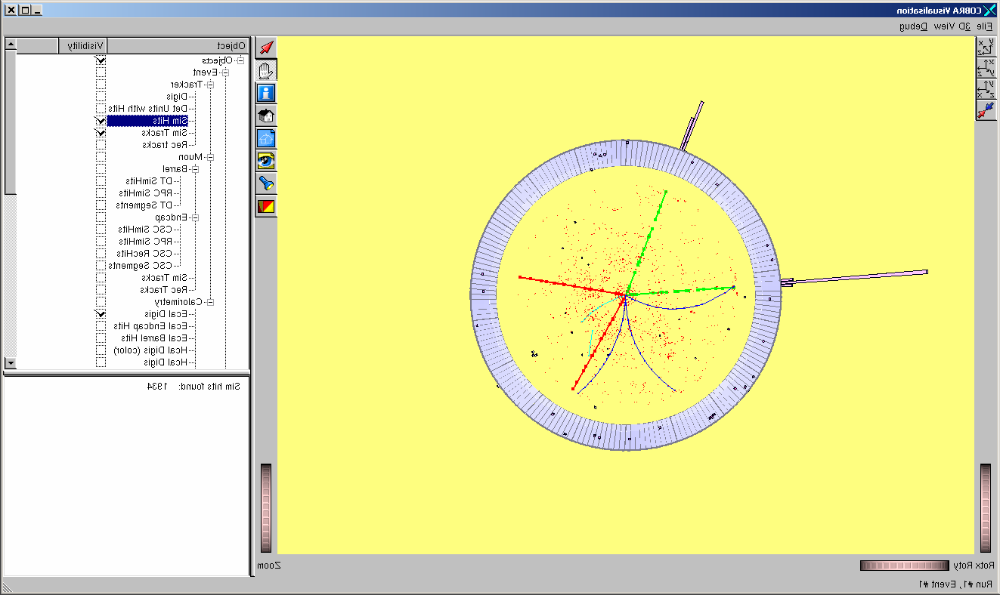 COBRA Visualisation
File 3D View Debug
Object Visibility
Objects
Event
Tracker
Digis
Det Units with Hits
Sim Hits
Sim Tracks
Rec tracks
Muon
Barrel
DT SimHits
RPC SimHits
DT Segments
Endcap
CSC SimHits
RPC SimHits
CSC RecHits
CSC Segments
Sim Tracks
Rec Tracks
Calorimetry
Ecal Digis
Ecal Endcap Hits
Ecal Barrel Hits
Hcal Digis (color)
Hcal Digis
Sim hits found: 1934
y
x
z
x
y
z
y
z
x
Rotx Roty
Zoom
Run #1, Event #1